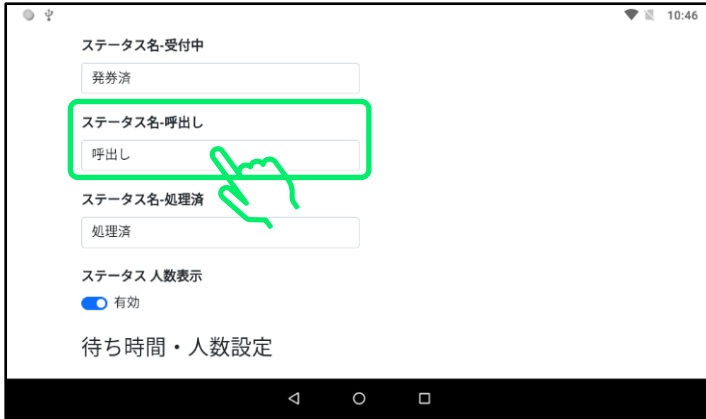 10:46
ステータス名-受付中
発券済
ステータス名-呼出し
呼出し
ステータス名-処理済
処理済
ステータス 人数表示
有効
待ち時間・人数設定